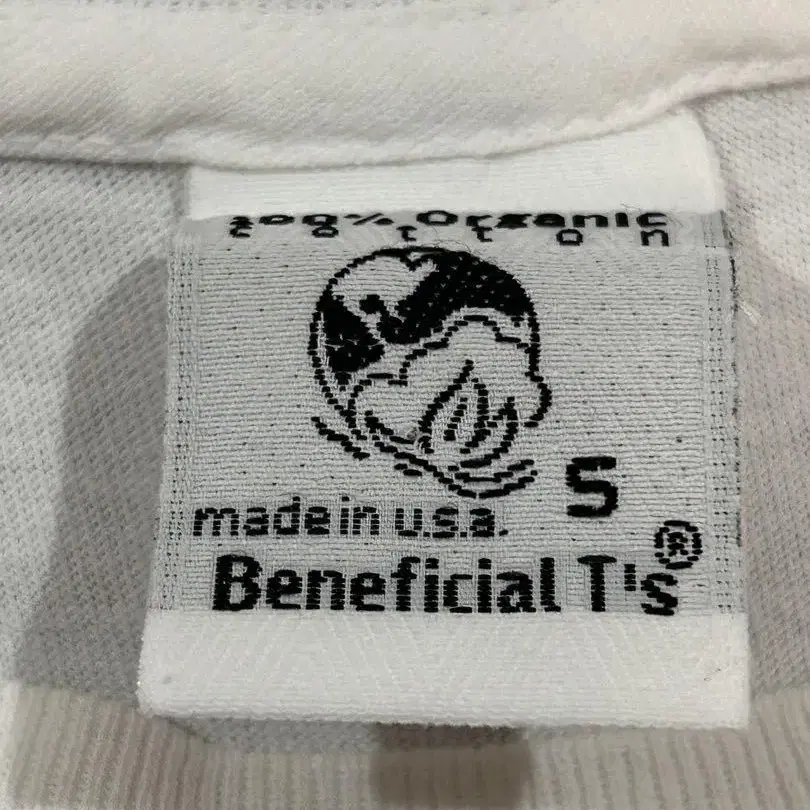 100% Organic
cotton
S
made in u.s.a.
Beneficial T's®